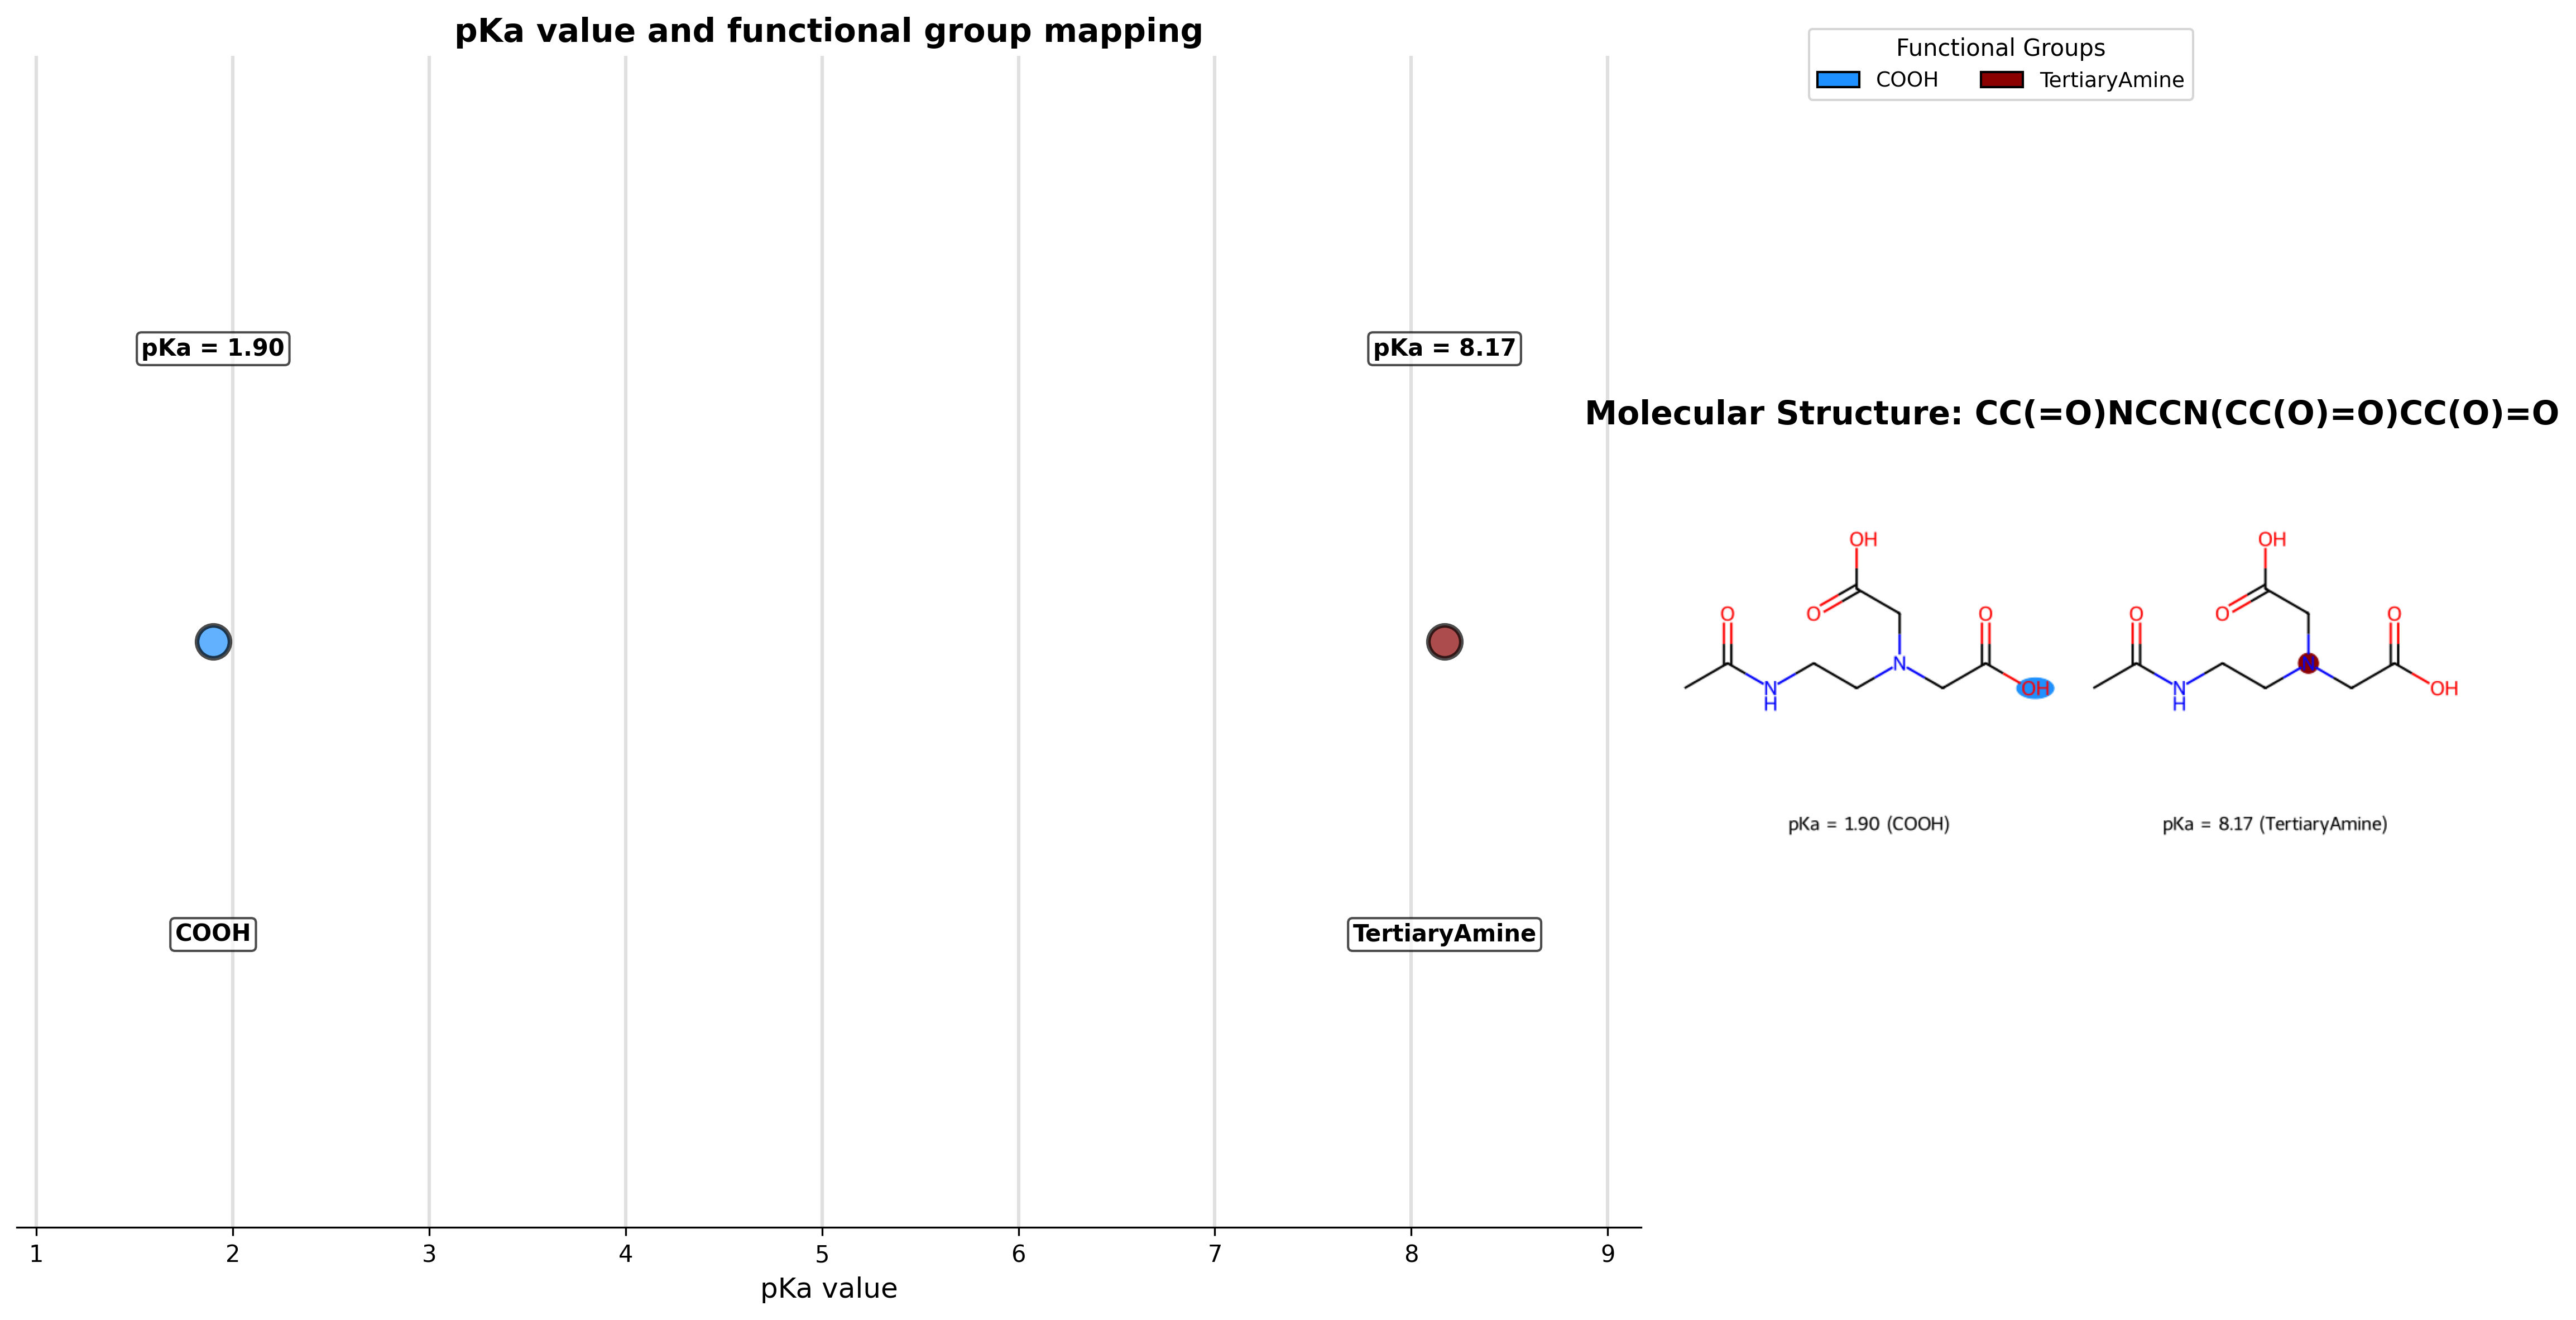 pKa value and functional group mapping
Functional Groups
COOH TertiaryAmine
pKa = 1.90 pKa = 8.17
Molecular Structure: CC(=O)NCCN(CC(O)=O)CC(O)=O
OH OH
O O O O O O
N N
N OH N OH
H H
pKa = 1.90 (COOH) pKa = 8.17 (TertiaryAmine)
COOH TertiaryAmine
1 2 3 4 5 6 7 8 9
pKa value